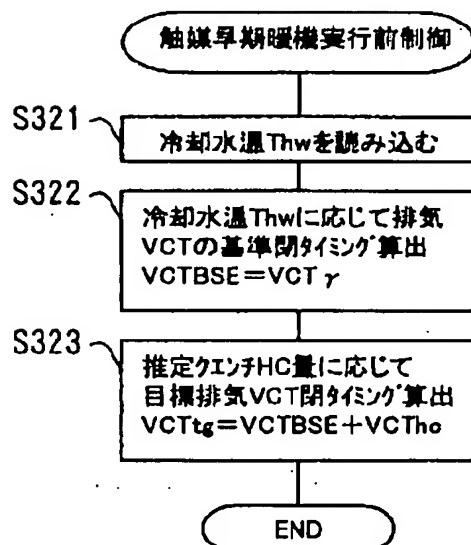 触媒早期暖機実行前制御
S321
冷却水温Thwを読み込む
S322
冷却水温Thwに応じて排気
VCTの基準閉タイミング算出
VCTBSE=VCTγ
S323
推定クエンチHC量に応じて
目標排気VCT閉タイミング算出
VCTtg=VCTBSE+VCThc
END